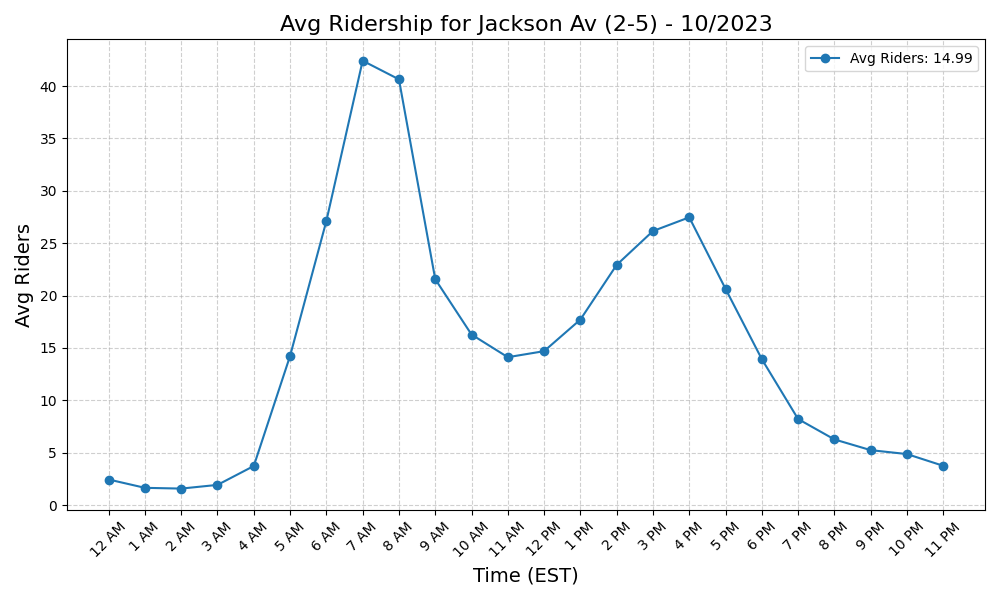 Avg Ridership for Jackson Av (2-5) - 10/2023
Avg Riders: 14.99
Avg Riders
40
35
30
25
20
15
10
5
0
12 AM
1 AM
2 AM
3 AM
4 AM
5 AM
6 AM
7 AM
8 AM
9 AM
10 AM
11 AM
12 PM
1 PM
2 PM
3 PM
4 PM
5 PM
6 PM
7 PM
8 PM
9 PM
10 PM
11 PM
Time (EST)